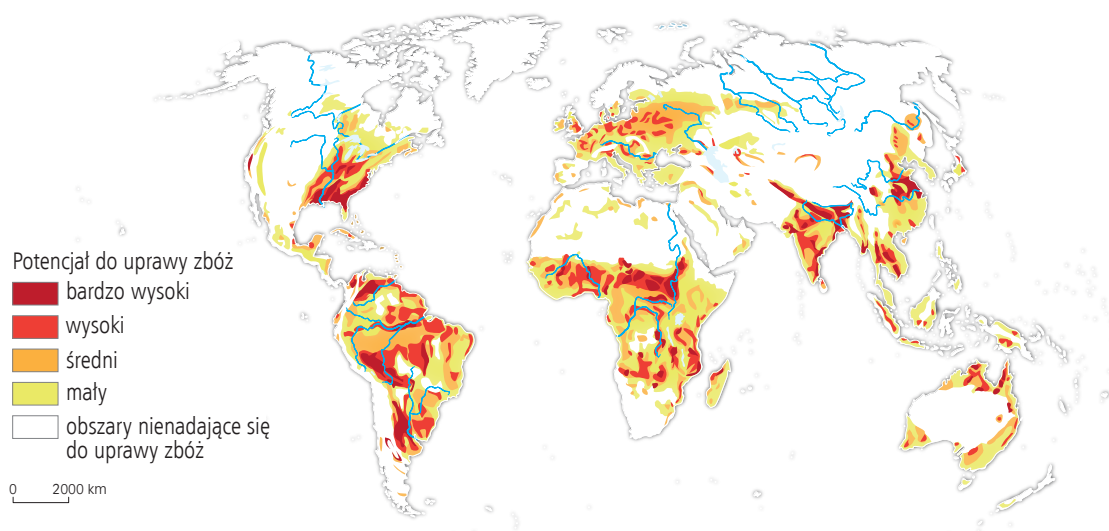 Potencjał do uprawy zbóż
bardzo wysoki
wysoki
średni
mały
obszary nienadające się
do uprawy zbóż
0 2000 km